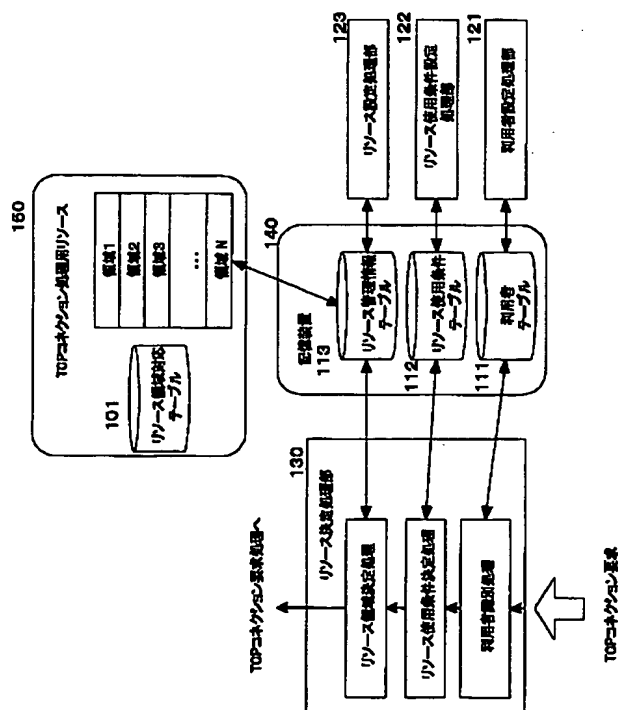 150
TCPコネクション処理用リソース
領域1
領域2
領域3
…
領域N
101
リソース領域対応
テーブル
TCPコネクション要求処理へ
130
リソース決定処理部
リソース領域決定処理
リソース使用条件決定処理
利用者識別処理
TCPコネクション要求
140
記憶装置
113
リソース管理情報
テーブル
112
リソース使用条件
テーブル
111
利用者
テーブル
123
リソース設定処理部
122
リソース使用条件設定
処理部
121
利用者設定処理部